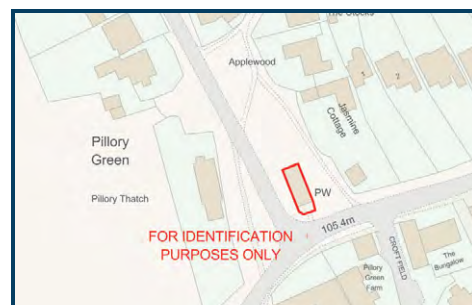 The Stocks
Applewood
1
2
Jasmine
Cottage
Pillory
Green
Pillory Thatch
PW
105.4m
FOR IDENTIFICATION
PURPOSES ONLY
CROFT FIELD
The
Bungalow
Pillory
Green
Farm